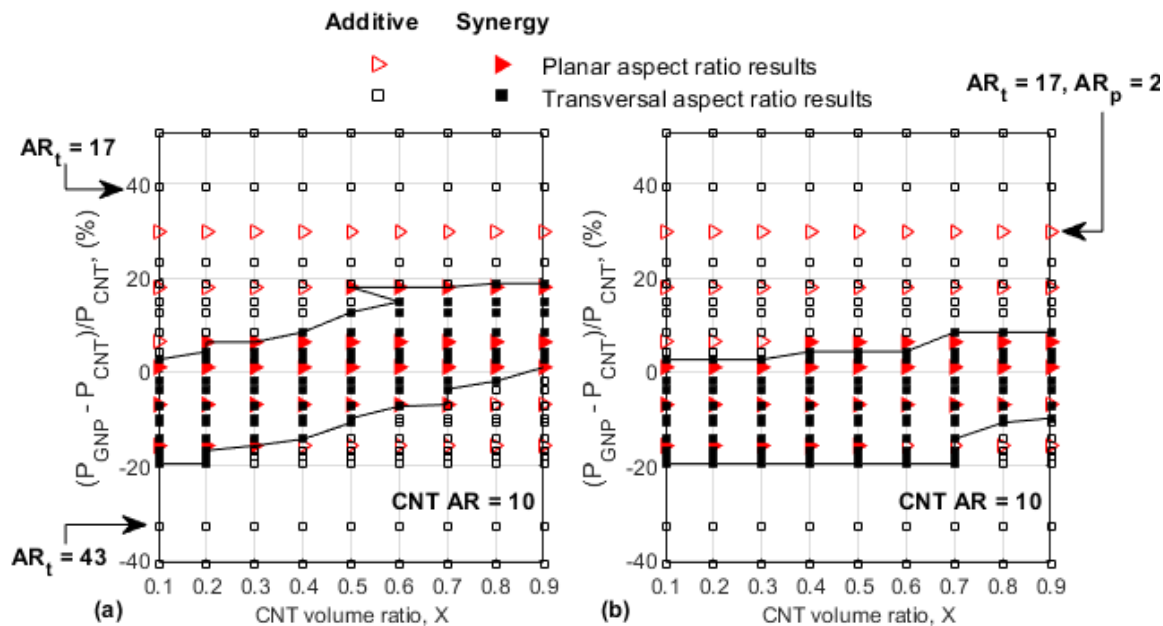 Additive Synergy
Planar aspect ratio results
Transversal aspect ratio results
AR_t = 17, AR_p = 2
AR_t = 17
(P_GNP - P_CNT)/P_CNT, (%)
40
20
0
-20
-40
CNT AR = 10
AR_t = 43
0.1 0.2 0.3 0.4 0.5 0.6 0.7 0.8 0.9
(a) CNT volume ratio, X
(P_GNP - P_CNT)/P_CNT, (%)
40
20
0
-20
-40
CNT AR = 10
0.1 0.2 0.3 0.4 0.5 0.6 0.7 0.8 0.9
(b) CNT volume ratio, X